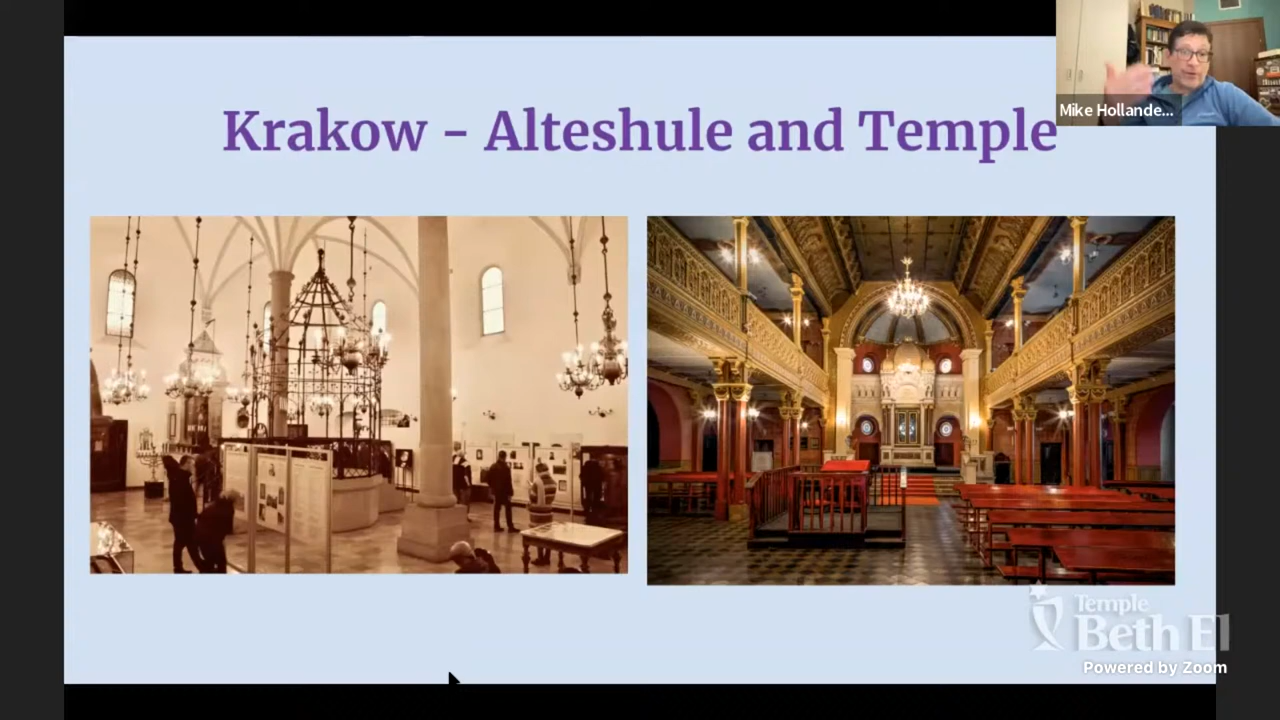 Krakow - Alteshule and Temple
Mike Hollande...
Temple
Beth El
Powered by Zoom